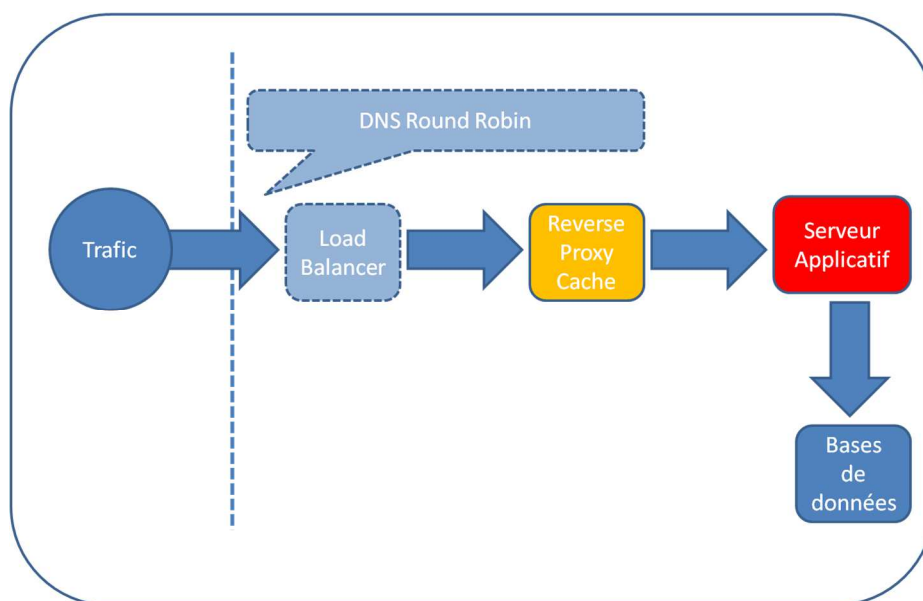 DNS Round Robin
Trafic
Load
Balancer
Reverse
Proxy
Cache
Serveur
Applicatif
Bases
de
données